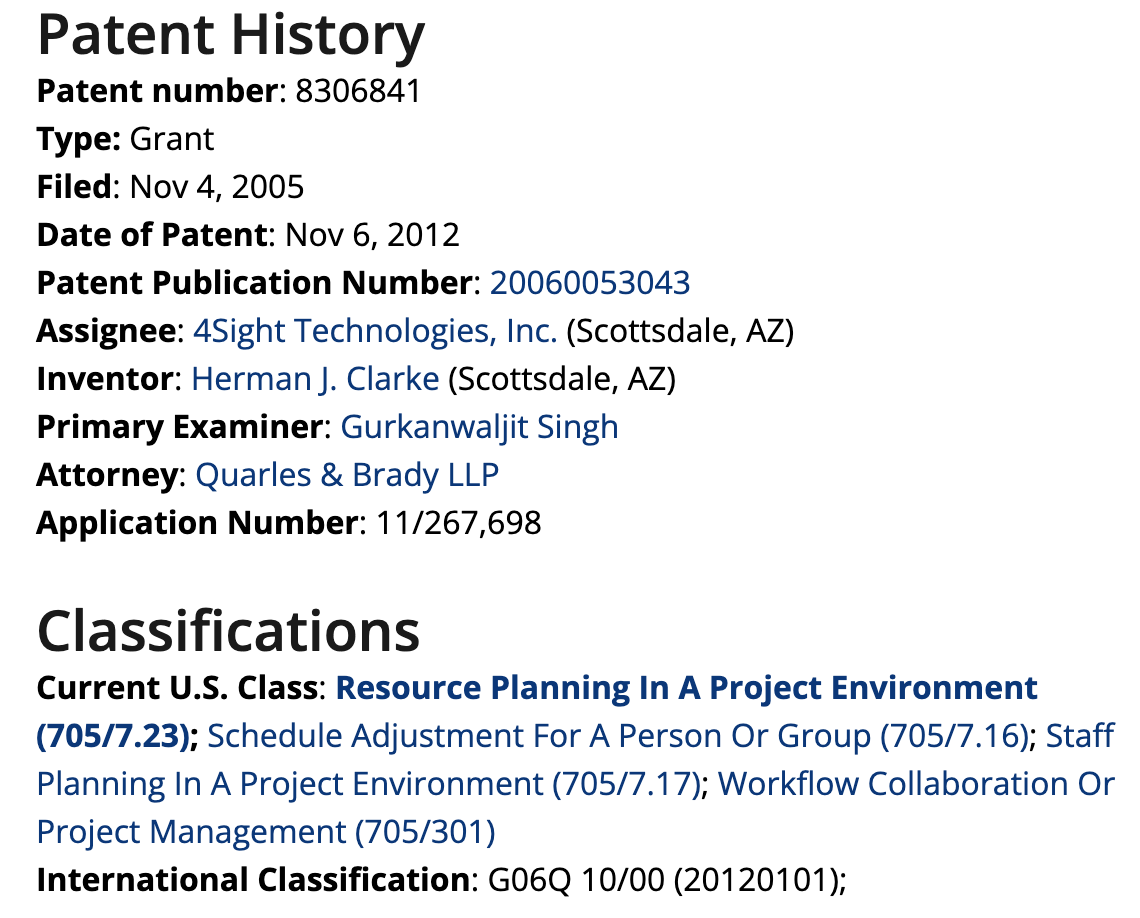 Patent History
Patent number: 8306841
Type: Grant
Filed: Nov 4, 2005
Date of Patent: Nov 6, 2012
Patent Publication Number: 20060053043
Assignee: 4Sight Technologies, Inc. (Scottsdale, AZ)
Inventor: Herman J. Clarke (Scottsdale, AZ)
Primary Examiner: Gurkanwaljit Singh
Attorney: Quarles & Brady LLP
Application Number: 11/267,698
Classifications
Current U.S. Class: Resource Planning In A Project Environment
(705/7.23); Schedule Adjustment For A Person Or Group (705/7.16); Staff
Planning In A Project Environment (705/7.17); Workflow Collaboration Or
Project Management (705/301)
International Classification: G06Q 10/00 (20120101);